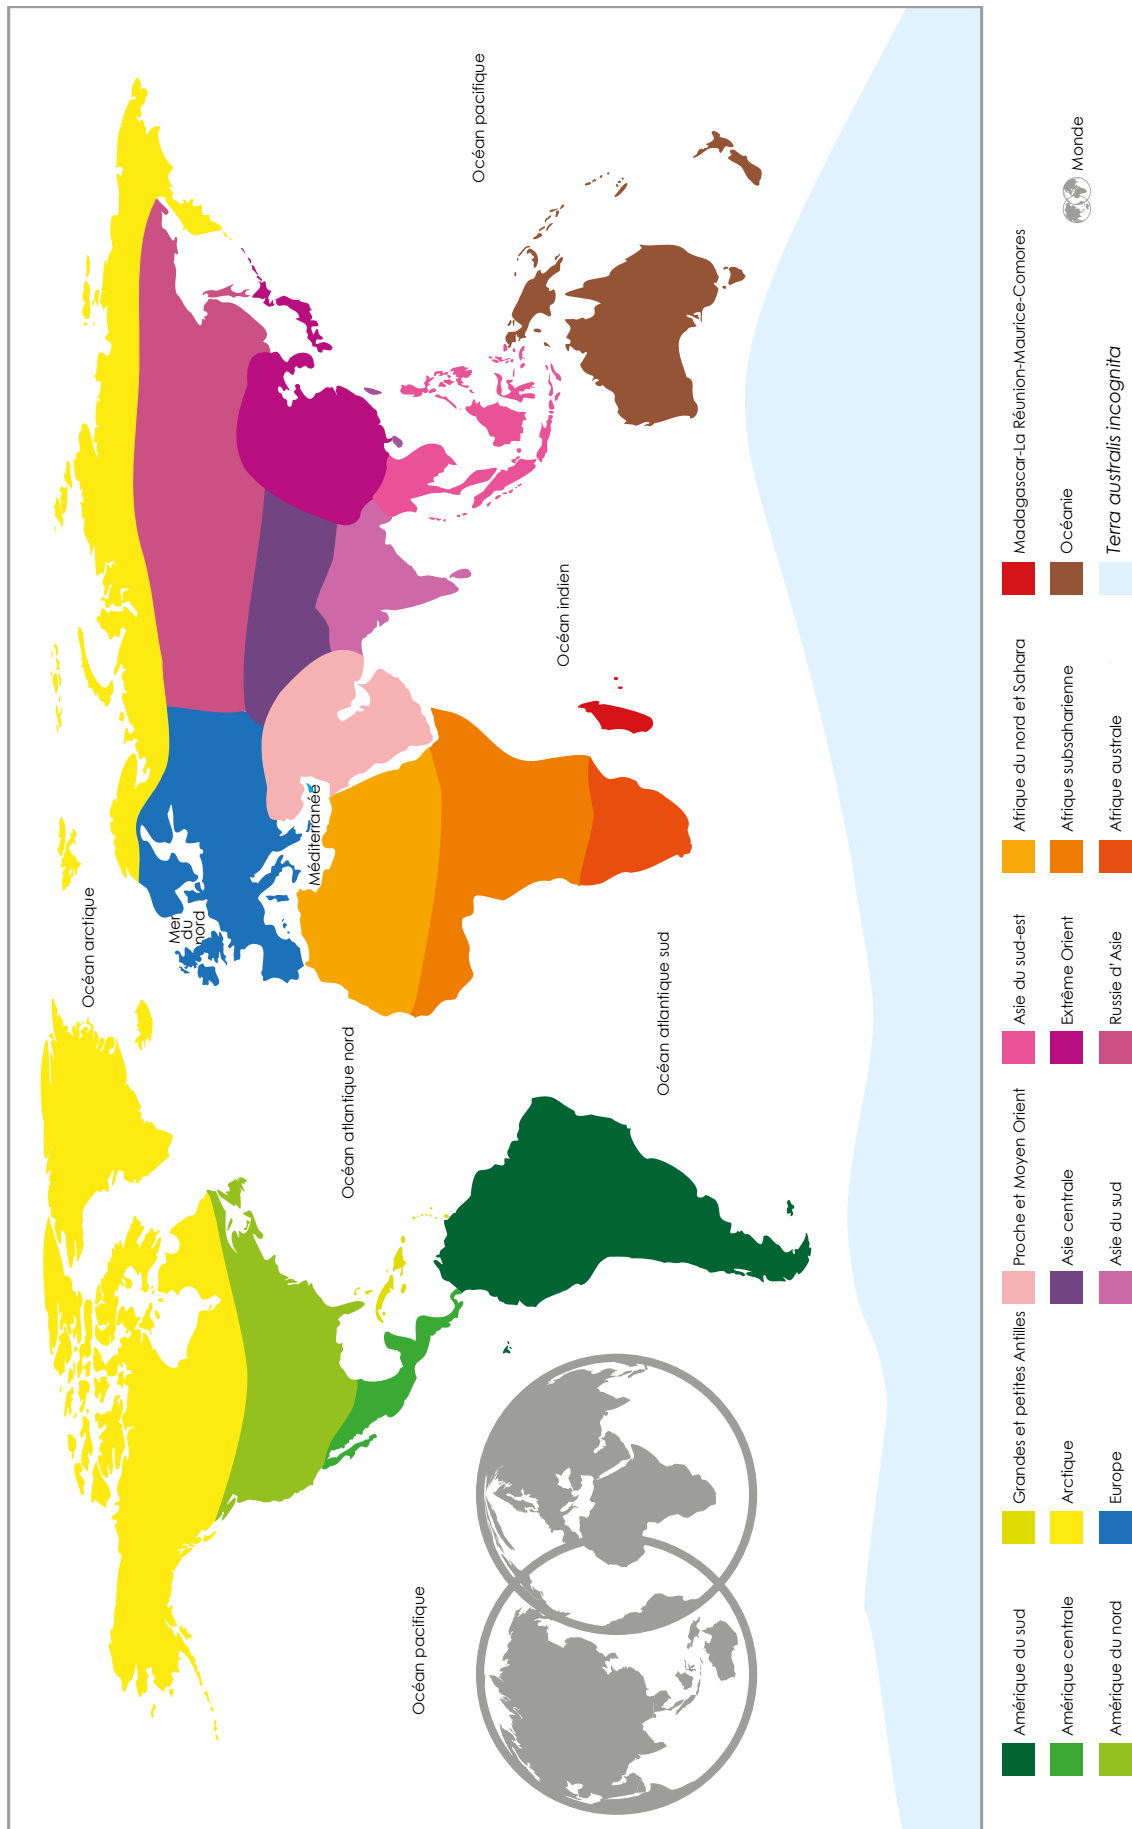 Océan arctique
Mer
du
nord
Méditerranée
Océan atlantique nord
Océan pacifique
Océan pacifique
Océan indien
Océan atlantique sud
Amérique du sud
Amérique centrale
Amérique du nord
Grandes et petites Antilles
Arctique
Europe
Proche et Moyen Orient
Asie centrale
Asie du sud
Asie du sud-est
Extrême Orient
Russie d'Asie
Afrique du nord et Sahara
Afrique subsaharienne
Afrique australe
Madagascar-La Réunion-Maurice-Comores
Océanie
Terra australis incognita
Monde